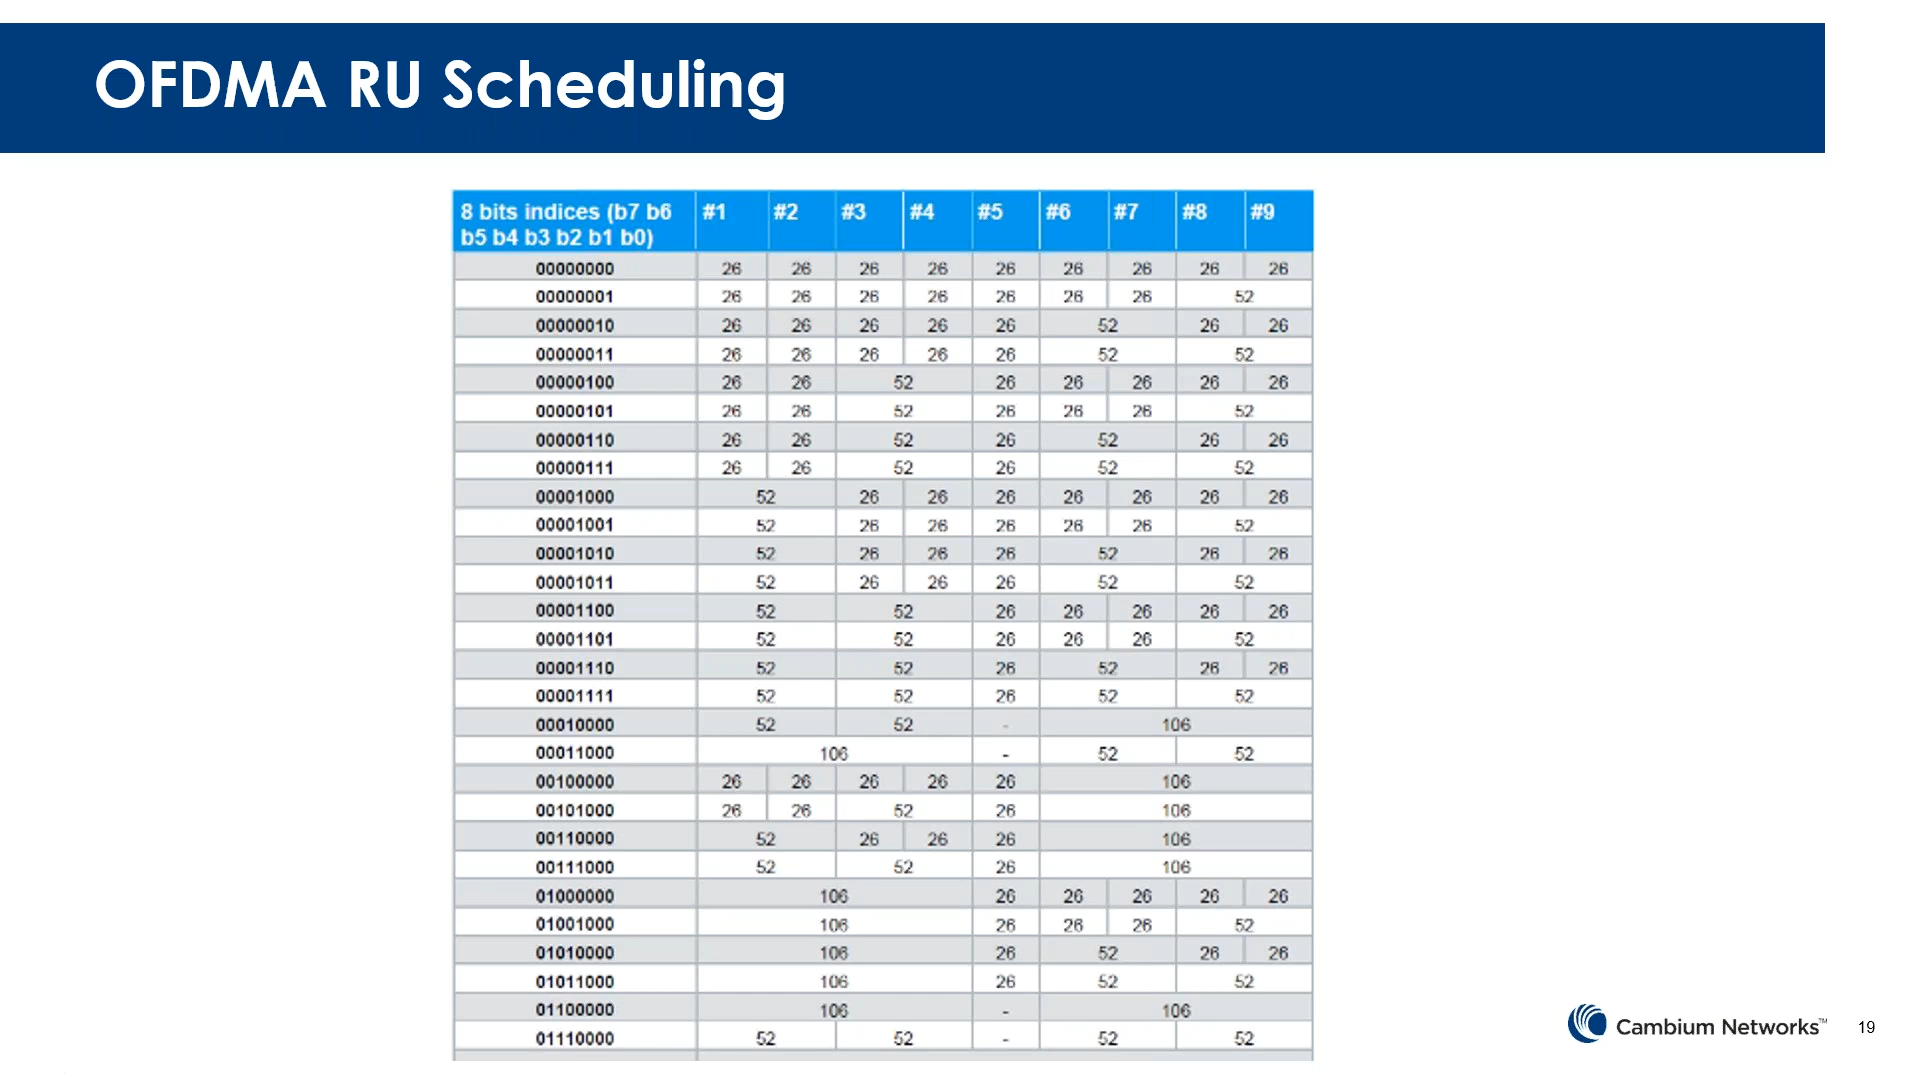 OFDMA RU Scheduling
8 bits indices (b7 b6 b5 b4 b3 b2 b1 b0) #1 #2 #3 #4 #5 #6 #7 #8 #9
00000000 26 26 26 26 26 26 26 26 26
00000001 26 26 26 26 26 26 26 52
00000010 26 26 26 26 26 52 26 26
00000011 26 26 26 26 26 52 52
00000100 26 26 52 26 26 26 26 26
00000101 26 26 52 26 26 26 52
00000110 26 26 52 26 52 26 26
00000111 26 26 52 26 52 52
00001000 52 26 26 26 26 26 26 26
00001001 52 26 26 26 26 26 52
00001010 52 26 26 26 52 26 26
00001011 52 26 26 26 52 52
00001100 52 52 26 26 26 26 26
00001101 52 52 26 26 26 52
00001110 52 52 26 52 26 26
00001111 52 52 26 52 52
00010000 52 52 - 106
00011000 106 - 52 52
00100000 26 26 26 26 26 106
00101000 26 26 52 26 106
00110000 52 26 26 26 106
00111000 52 52 26 106
01000000 106 26 26 26 26 26
01001000 106 26 26 26 52
01010000 106 26 52 26 26
01011000 106 26 52 52
01100000 106 - 106
01110000 52 52 - 52 52
Cambium Networks™ 19